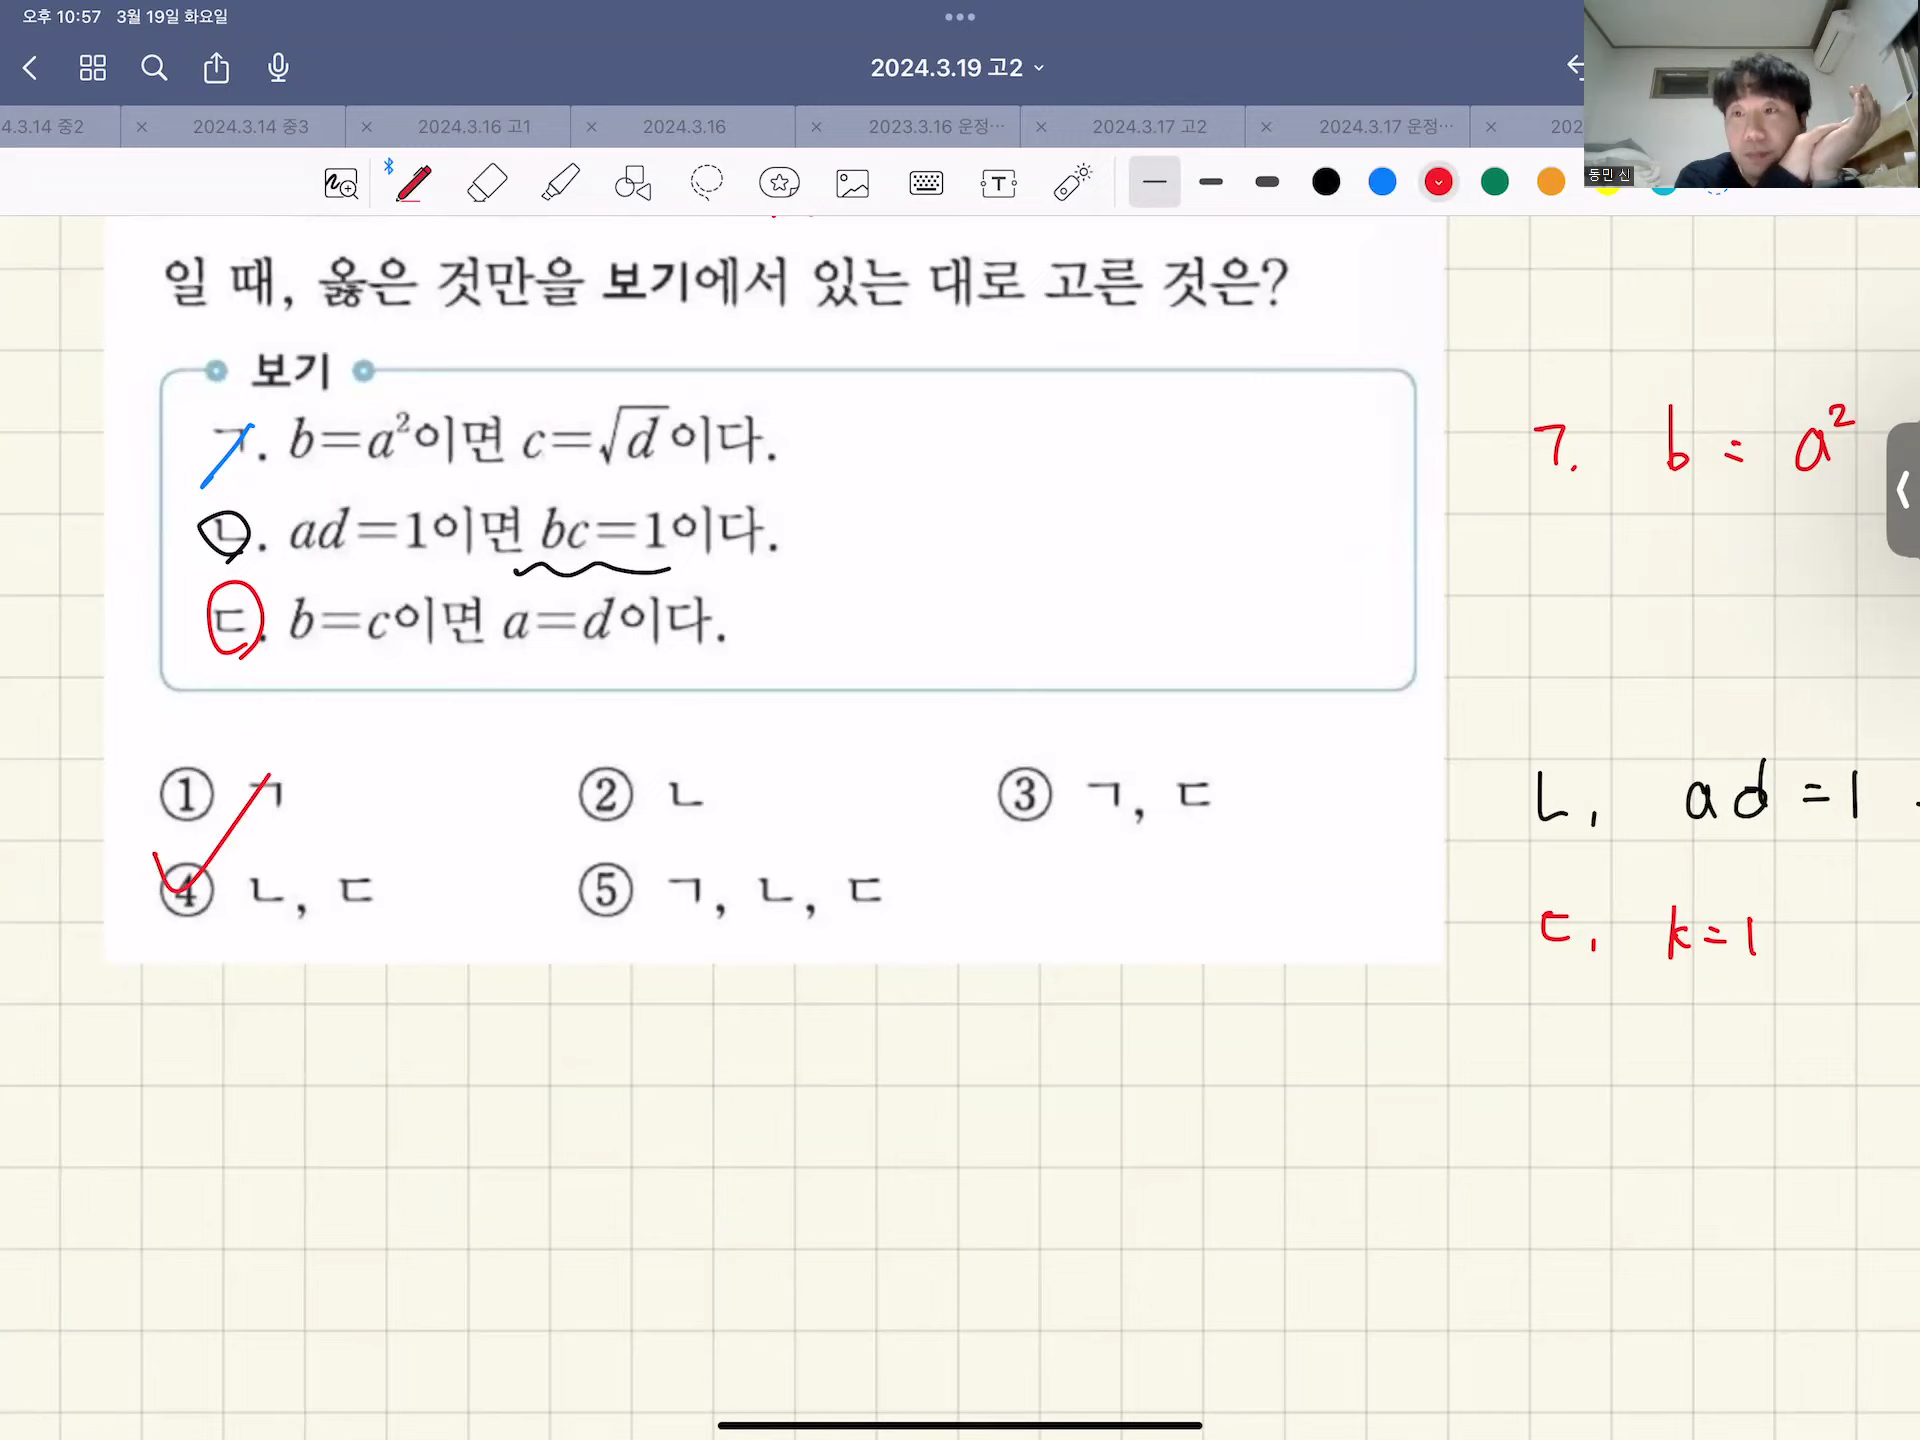 오후 10:57 3월 19일 화요일
2024.3.19 고2
4.3.14 중2
2024.3.14 중3
2024.3.16 고1
2024.3.16
2023.3.16 운정···
2024.3.17 고2
2024.3.17 운정···
202
동민 신
일 때, 옳은 것만을 보기에서 있는 대로 고른 것은?
보기
ㄱ. b=a²이면 c=√d이다.
ㄴ. ad=1이면 bc=1이다.
ㄷ. b=c이면 a=d이다.
① ㄱ ② ㄴ ③ ㄱ, ㄷ
④ ㄴ, ㄷ ⑤ ㄱ, ㄴ, ㄷ
ㄱ. b = a²
ㄴ. ad = 1
ㄷ. k=1